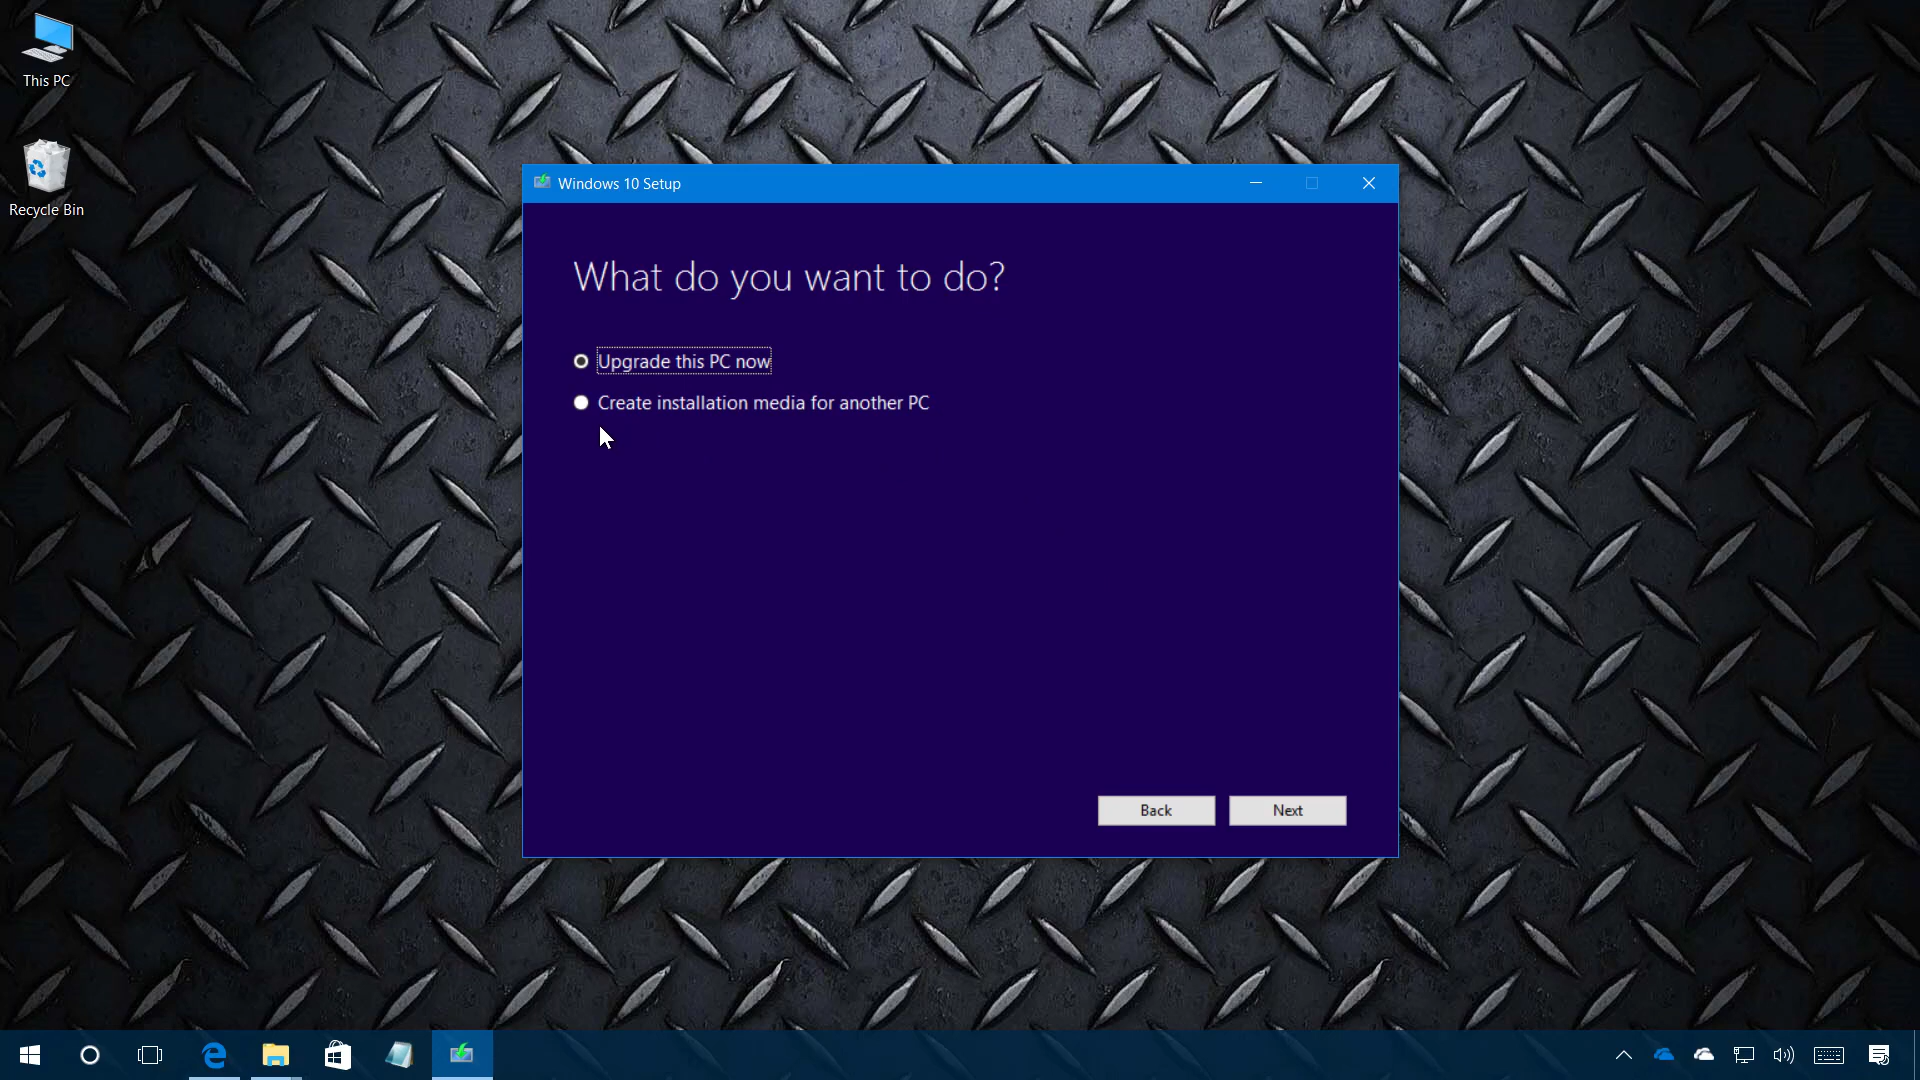 This PC
Recycle Bin
Windows 10 Setup
What do you want to do?
Upgrade this PC now
Create installation media for another PC
Back
Next